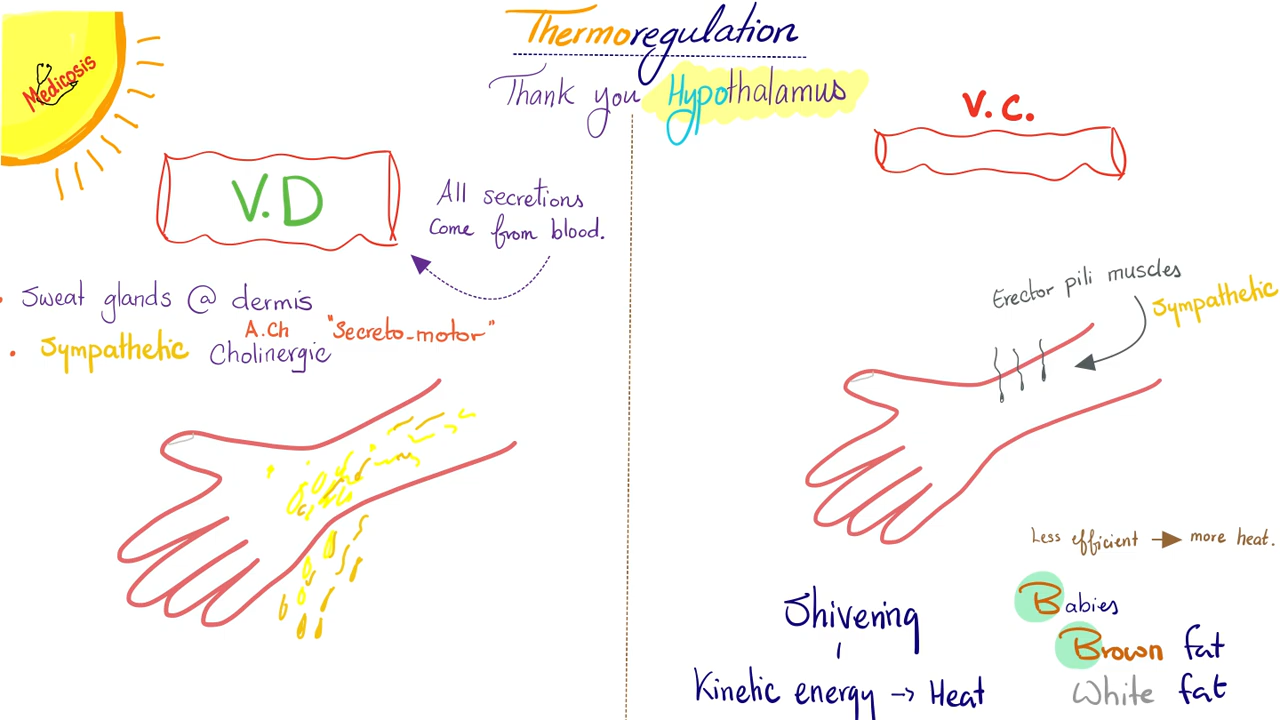 Thermoregulation
Thank you Hypothalamus
Medicosis
V.D
All secretions
come from blood.
• Sweat glands @ dermis
A.Ch "Secreto-motor"
• Sympathetic Cholinergic
V.C.
Erector pili muscles
Sympathetic
Less efficient → more heat.
Shivering
Kinetic energy → Heat
Babies
Brown fat
White fat